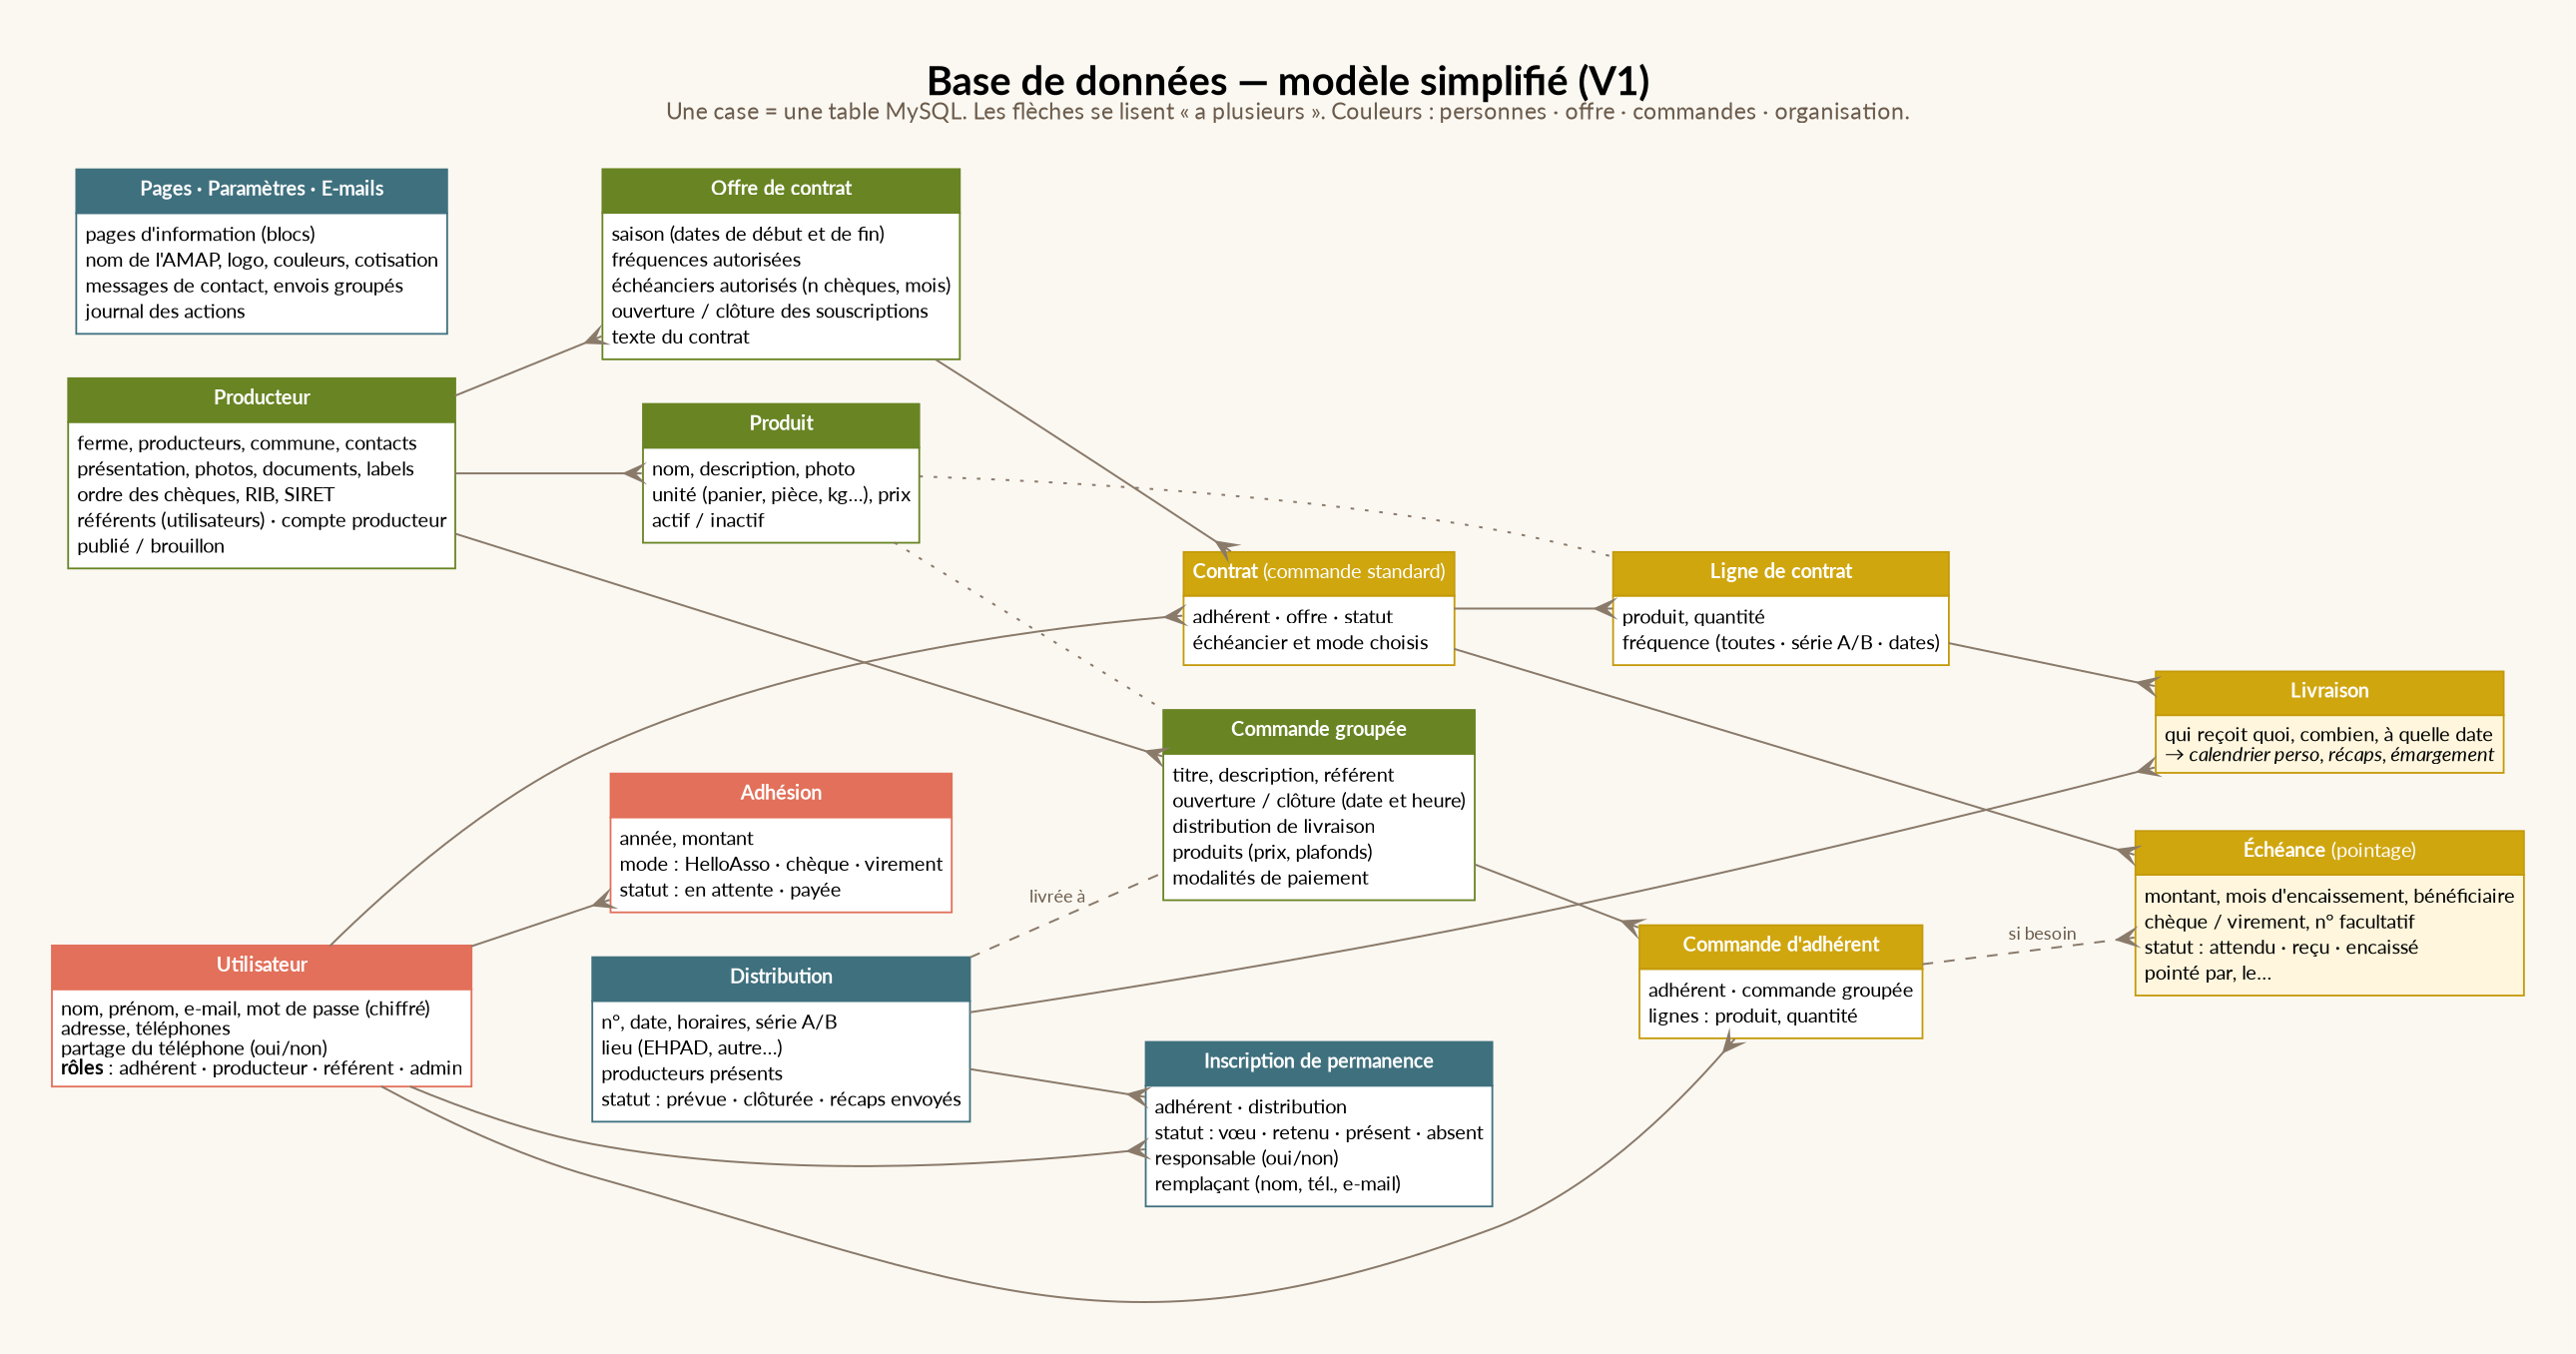 Base de données — modèle simplifié (V1)
Une case = une table MySQL. Les flèches se lisent « a plusieurs ». Couleurs : personnes · offre · commandes · organisation.
Pages · Paramètres · E-mails
pages d'information (blocs)
nom de l'AMAP, logo, couleurs, cotisation
messages de contact, envois groupés
journal des actions
Offre de contrat
saison (dates de début et de fin)
fréquences autorisées
échéanciers autorisés (n chèques, mois)
ouverture / clôture des souscriptions
texte du contrat
Producteur
ferme, producteurs, commune, contacts
présentation, photos, documents, labels
ordre des chèques, RIB, SIRET
référents (utilisateurs) · compte producteur
publié / brouillon
Produit
nom, description, photo
unité (panier, pièce, kg…), prix
actif / inactif
Contrat (commande standard)
adhérent · offre · statut
échéancier et mode choisis
Ligne de contrat
produit, quantité
fréquence (toutes · série A/B · dates)
Livraison
qui reçoit quoi, combien, à quelle date
→ calendrier perso, récaps, émargement
Commande groupée
titre, description, référent
ouverture / clôture (date et heure)
distribution de livraison
produits (prix, plafonds)
modalités de paiement
Adhésion
année, montant
mode : HelloAsso · chèque · virement
statut : en attente · payée
Échéance (pointage)
montant, mois d'encaissement, bénéficiaire
chèque / virement, n° facultatif
statut : attendu · reçu · encaissé
pointé par, le…
livrée à
si besoin
Commande d'adhérent
adhérent · commande groupée
lignes : produit, quantité
Utilisateur
nom, prénom, e-mail, mot de passe (chiffré)
adresse, téléphones
partage du téléphone (oui/non)
rôles : adhérent · producteur · référent · admin
Distribution
n°, date, horaires, série A/B
lieu (EHPAD, autre…)
producteurs présents
statut : prévue · clôturée · récaps envoyés
Inscription de permanence
adhérent · distribution
statut : vœu · retenu · présent · absent
responsable (oui/non)
remplaçant (nom, tél., e-mail)